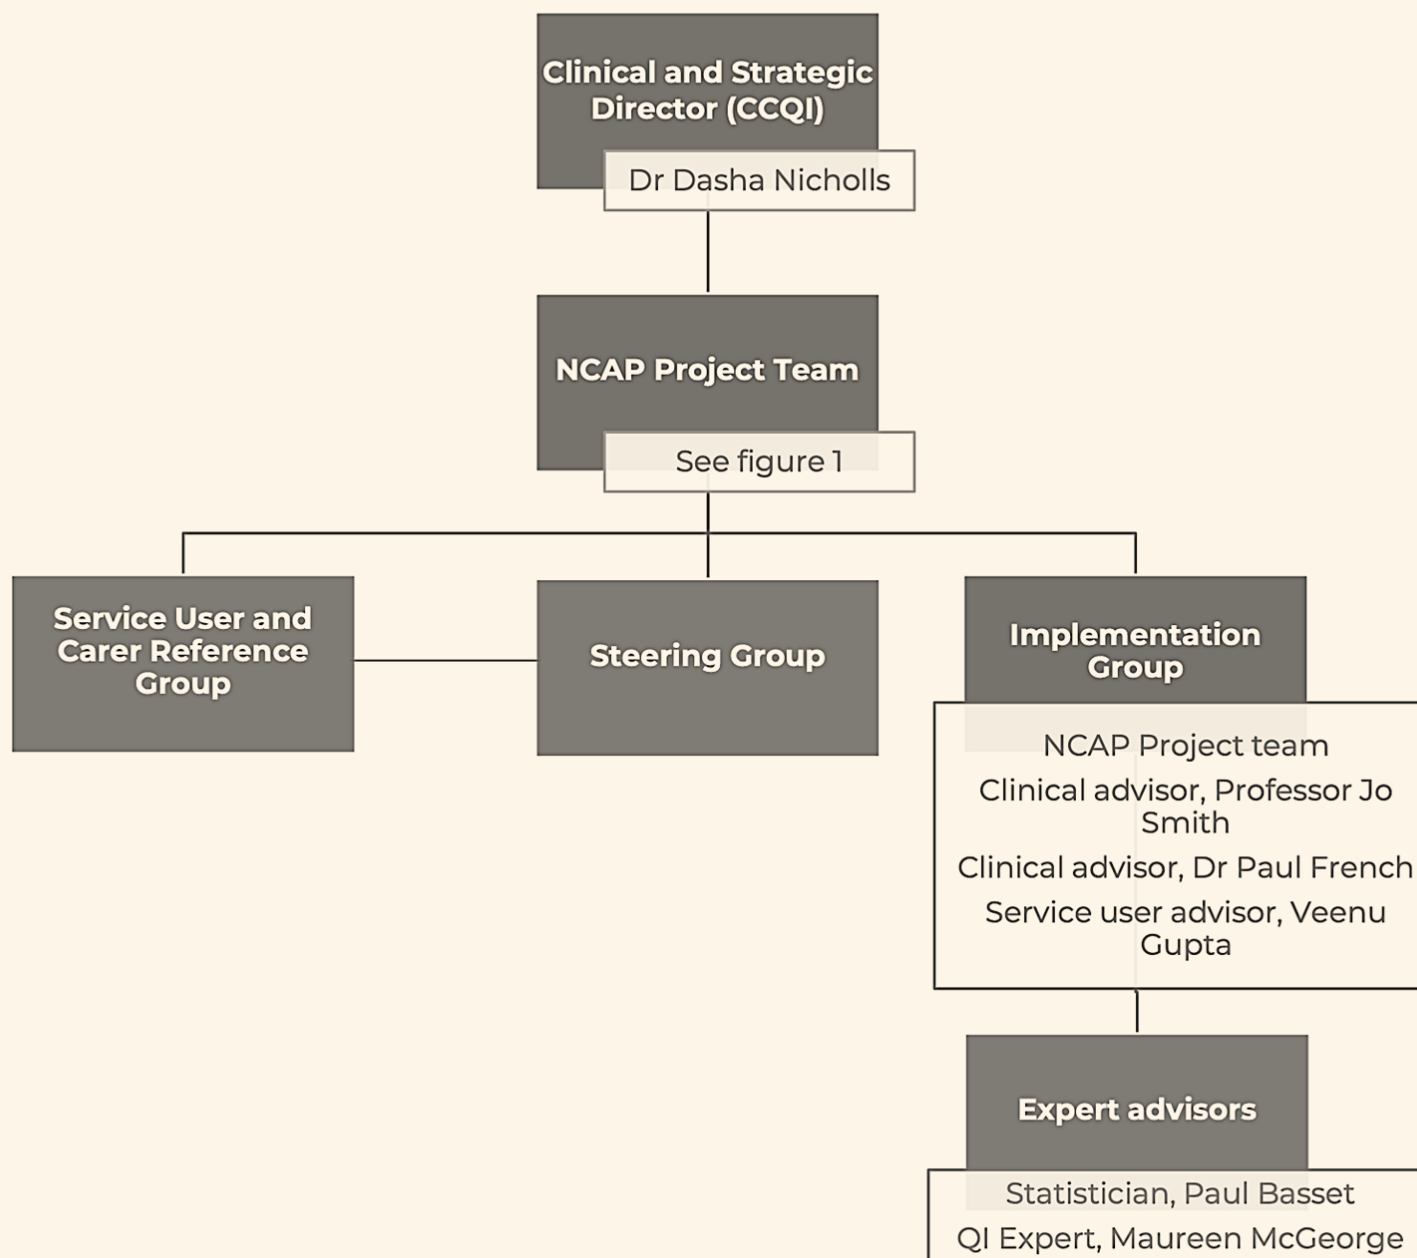 Clinical and Strategic
Director (CCQI)
Dr Dasha Nicholls
NCAP Project Team
See figure 1
Service User and
Carer Reference
Group
Steering Group
Implementation
Group
NCAP Project team
Clinical advisor, Professor Jo
Smith
Clinical advisor, Dr Paul French
Service user advisor, Veenu
Gupta
Expert advisors
Statistician, Paul Basset
QI Expert, Maureen McGeorge